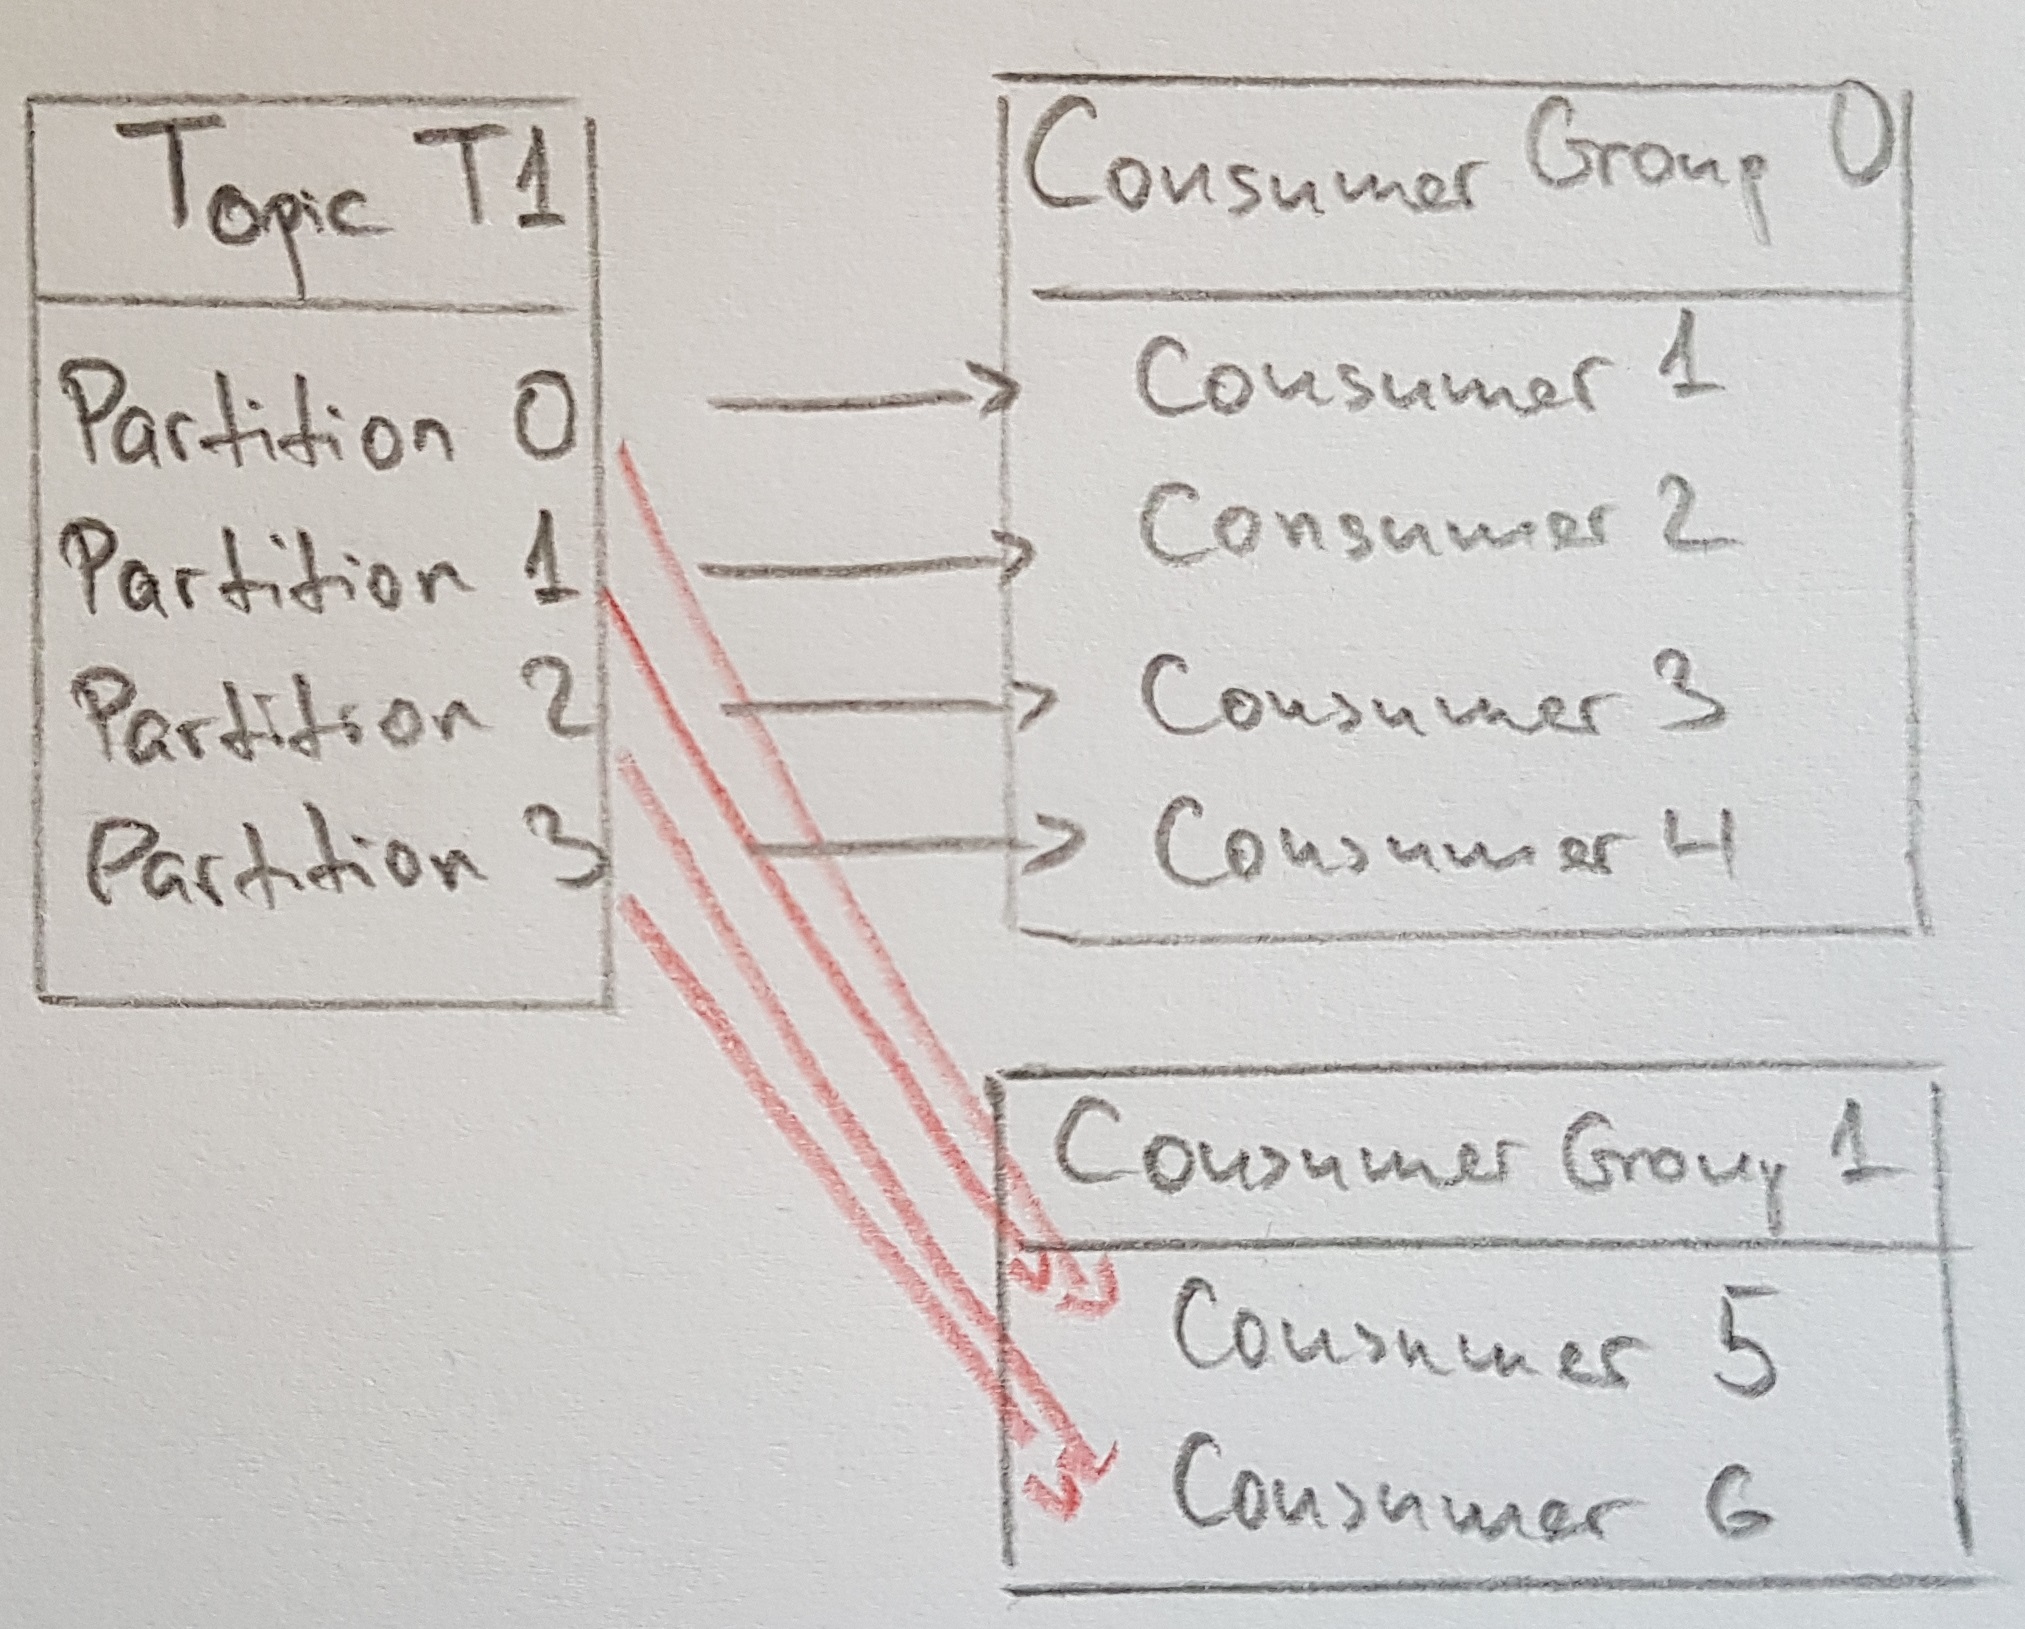 Topic T1
Partition 0
Partition 1
Partition 2
Partition 3
Consumer Group 0
Consumer 1
Consumer 2
Consumer 3
Consumer 4
Consumer Group 1
Consumer 5
Consumer 6